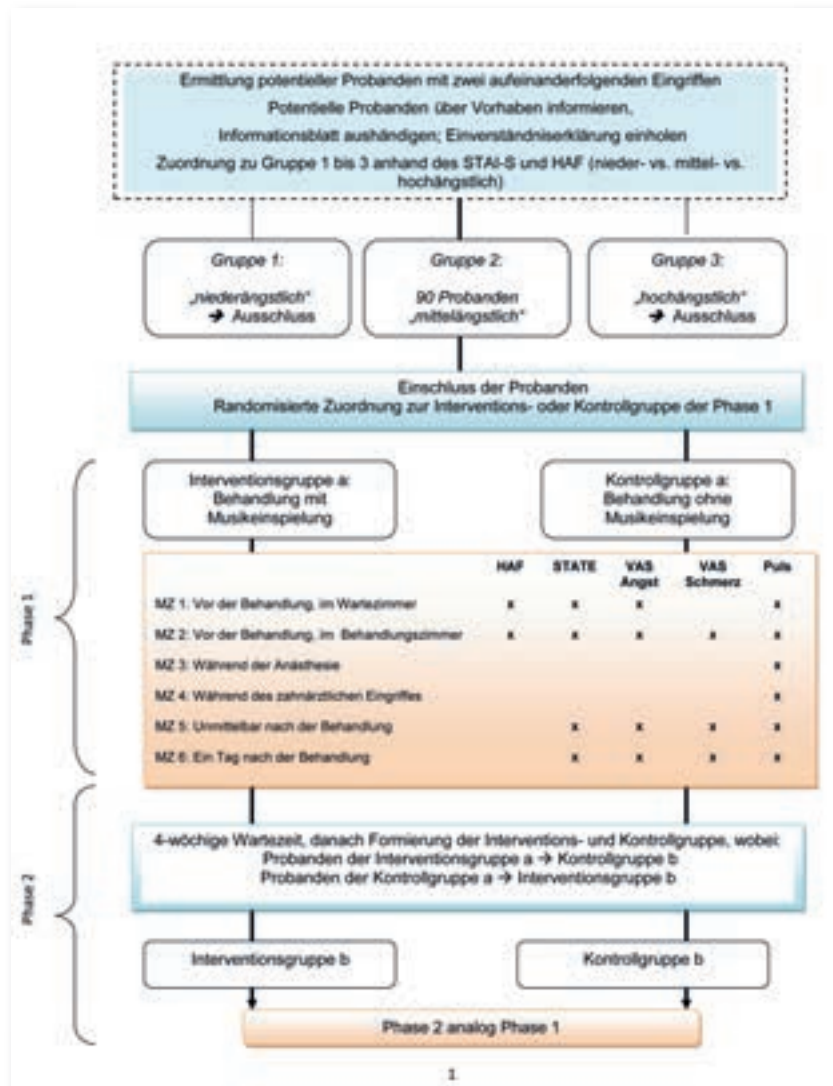 Ermittlung potentieller Probanden mit zwei aufeinanderfolgenden Eingriffen
Potentielle Probanden über Vorhaben informieren,
Informationsblatt aushändigen; Einverständniserklärung einholen
Zuordnung zu Gruppe 1 bis 3 anhand des STAI-S und HAF (nieder- vs. mittel- vs.
hochängstlich)
Gruppe 1:
„niederängstlich“
➔ Ausschluss
Gruppe 2:
90 Probanden
„mittelängstlich“
Gruppe 3:
„hochängstlich“
➔ Ausschluss
Einschluss der Probanden
Randomisierte Zuordnung zur Interventions- oder Kontrollgruppe der Phase 1
Phase 1
Interventionsgruppe a:
Behandlung mit
Musikeinspielung
Kontrollgruppe a:
Behandlung ohne
Musikeinspielung
HAF STATE VAS Angst VAS Schmerz Puls
MZ 1: Vor der Behandlung, im Wartezimmer x x x x
MZ 2: Vor der Behandlung, im Behandlungszimmer x x x x x
MZ 3: Während der Anästhesie x
MZ 4: Während des zahnärztlichen Eingriffes x
MZ 5: Unmittelbar nach der Behandlung x x x x
MZ 6: Ein Tag nach der Behandlung x x x x
Phase 2
4-wöchige Wartezeit, danach Formierung der Interventions- und Kontrollgruppe, wobei:
Probanden der Interventionsgruppe a ➔ Kontrollgruppe b
Probanden der Kontrollgruppe a ➔ Interventionsgruppe b
Interventionsgruppe b
Kontrollgruppe b
Phase 2 analog Phase 1
1